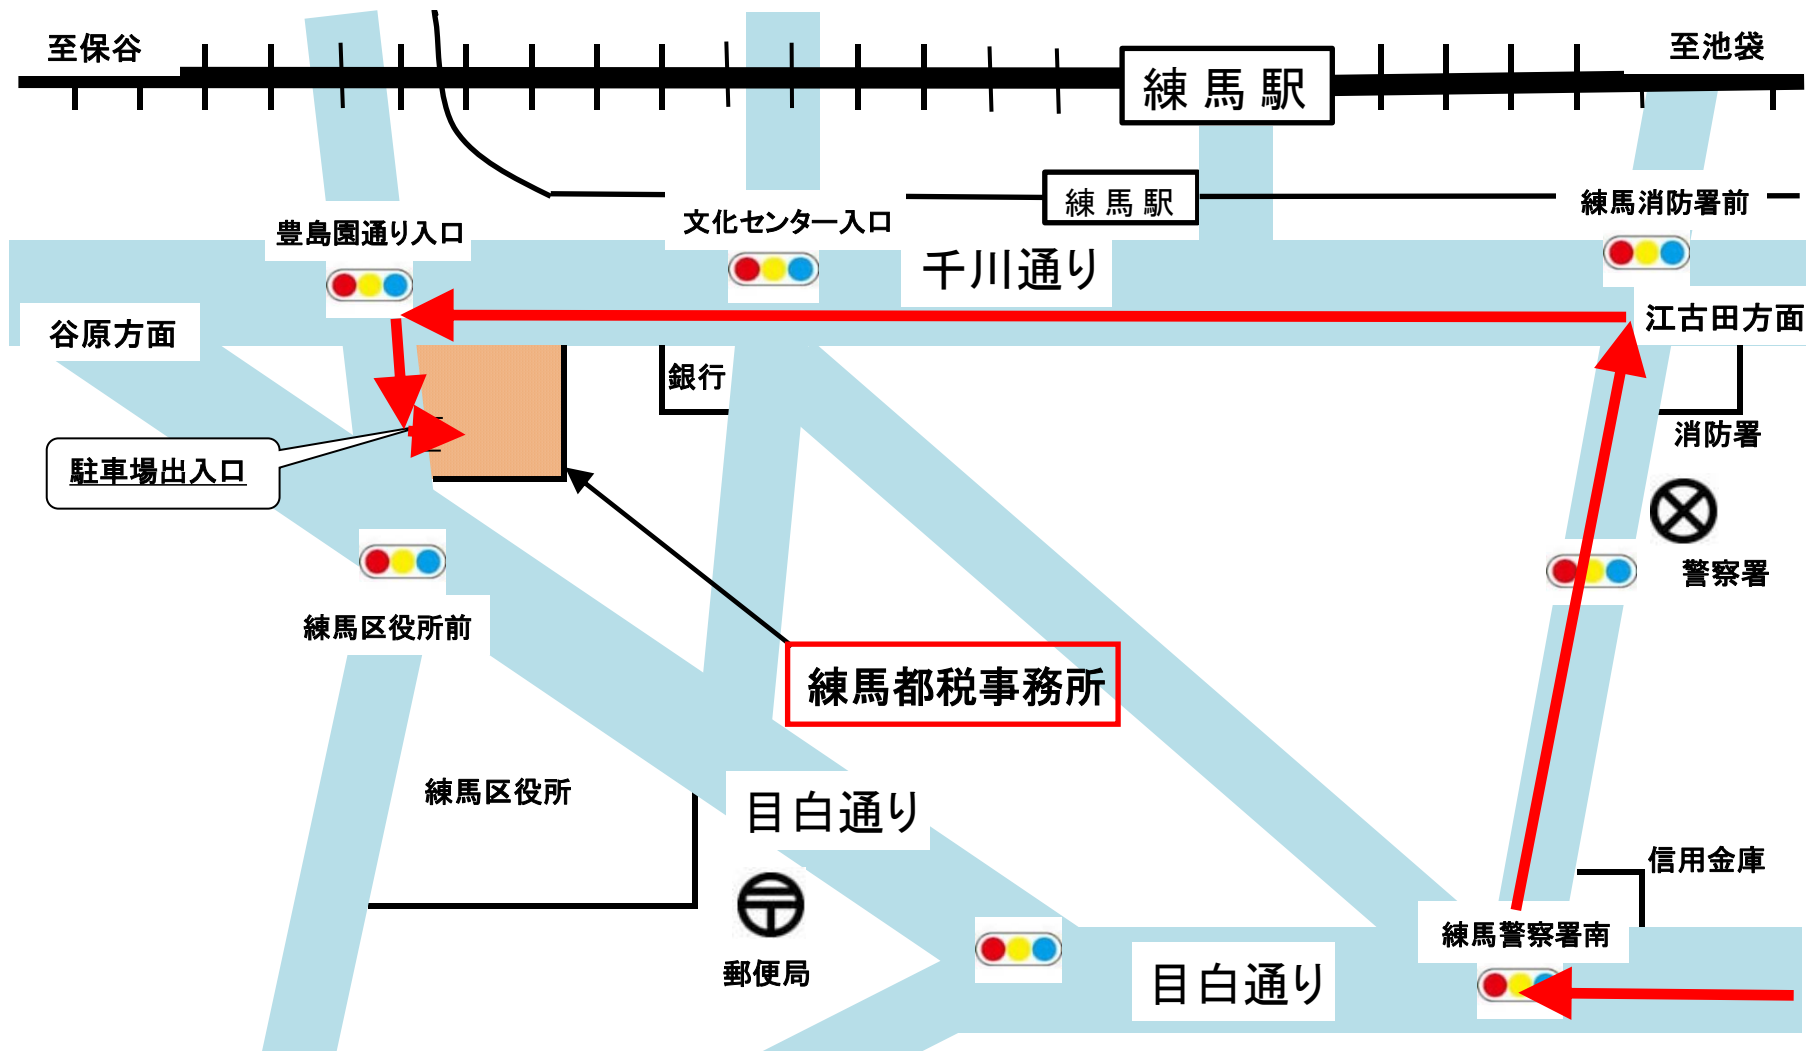 至保谷
至池袋
練馬駅
練馬駅
練馬消防署前
文化センター入口
豊島園通り入口
千川通り
谷原方面
江古田方面
銀行
消防署
駐車場出入口
警察署
練馬区役所前
練馬都税事務所
練馬区役所
目白通り
信用金庫
練馬警察署南
郵便局
目白通り